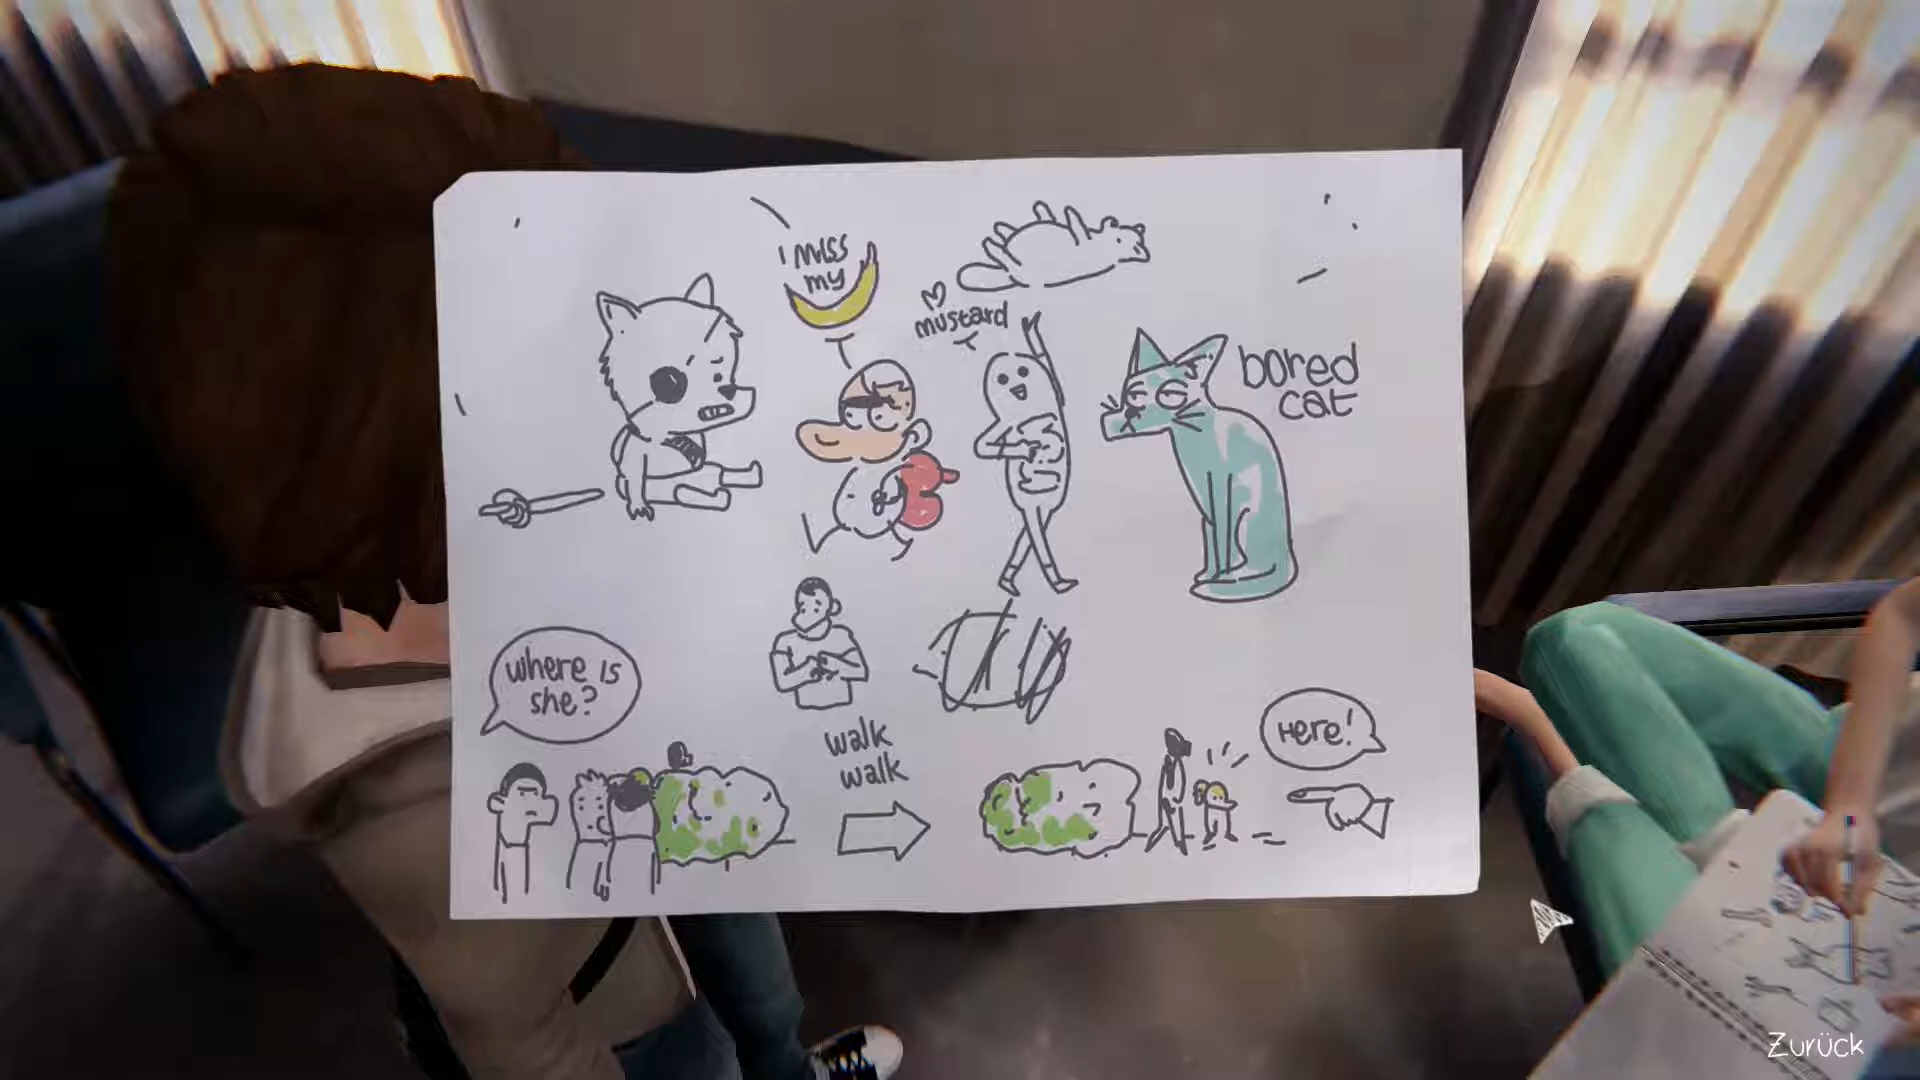 I MISS
my
mustard
bored
cat
where is
she?
walk
walk
Here!
Zurück